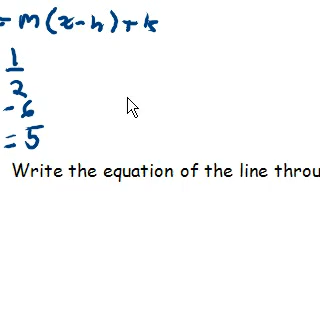 = m(x-h)+k
1
2
-6
= 5
Write the equation of the line throu